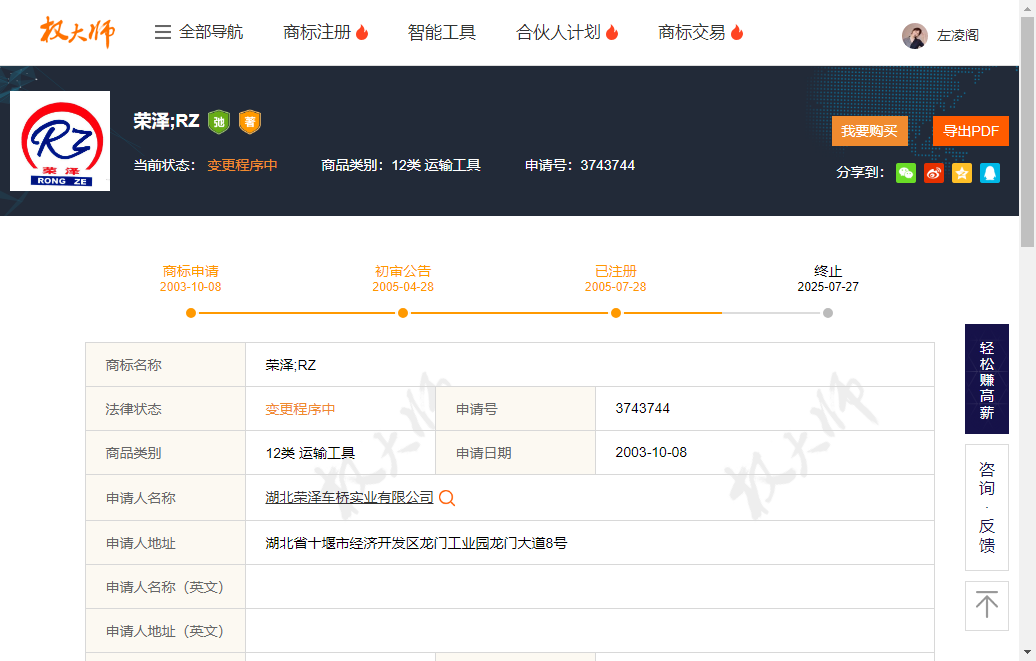 权大师 全部导航 商标注册 智能工具 合伙人计划 商标交易 左凌阁
RZ
荣泽
RONG ZE
荣泽;RZ 驰 著
当前状态： 变更程序中 商品类别：12类 运输工具 申请号：3743744
我要购买 导出PDF
分享到：
商标申请 初审公告 已注册 终止
2003-10-08 2005-04-28 2005-07-28 2025-07-27
商标名称 荣泽;RZ
法律状态 变更程序中 申请号 3743744
商品类别 12类 运输工具 申请日期 2003-10-08
申请人名称 湖北荣泽车桥实业有限公司
申请人地址 湖北省十堰市经济开发区龙门工业园龙门大道8号
申请人名称（英文）
申请人地址（英文）
权大师
权大师
轻松赚高薪
咨询·反馈